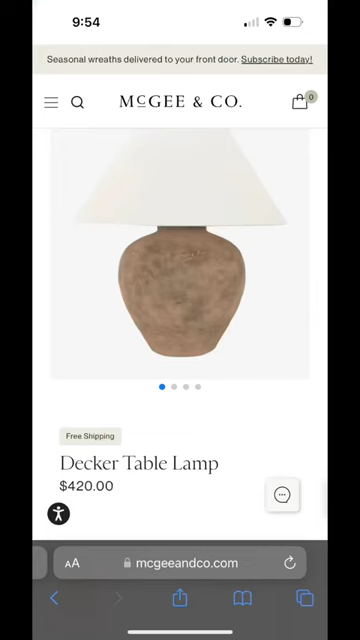 9:54
Seasonal wreaths delivered to your front door. Subscribe today!
McGEE & CO.
0
Free Shipping
Decker Table Lamp
$420.00
AA
mcgeeandco.com